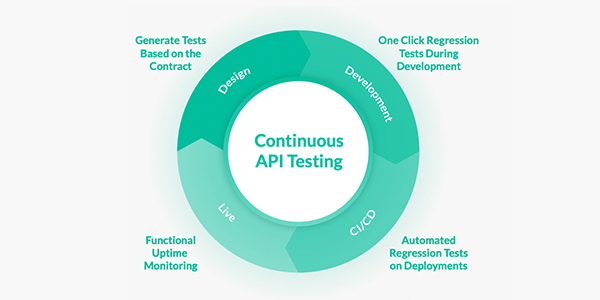 Generate Tests
Based on the
Contract
One Click Regression
Tests During
Development
Design
Development
Continuous
API Testing
Live
CI/CD
Functional
Uptime
Monitoring
Automated
Regression Tests
on Deployments